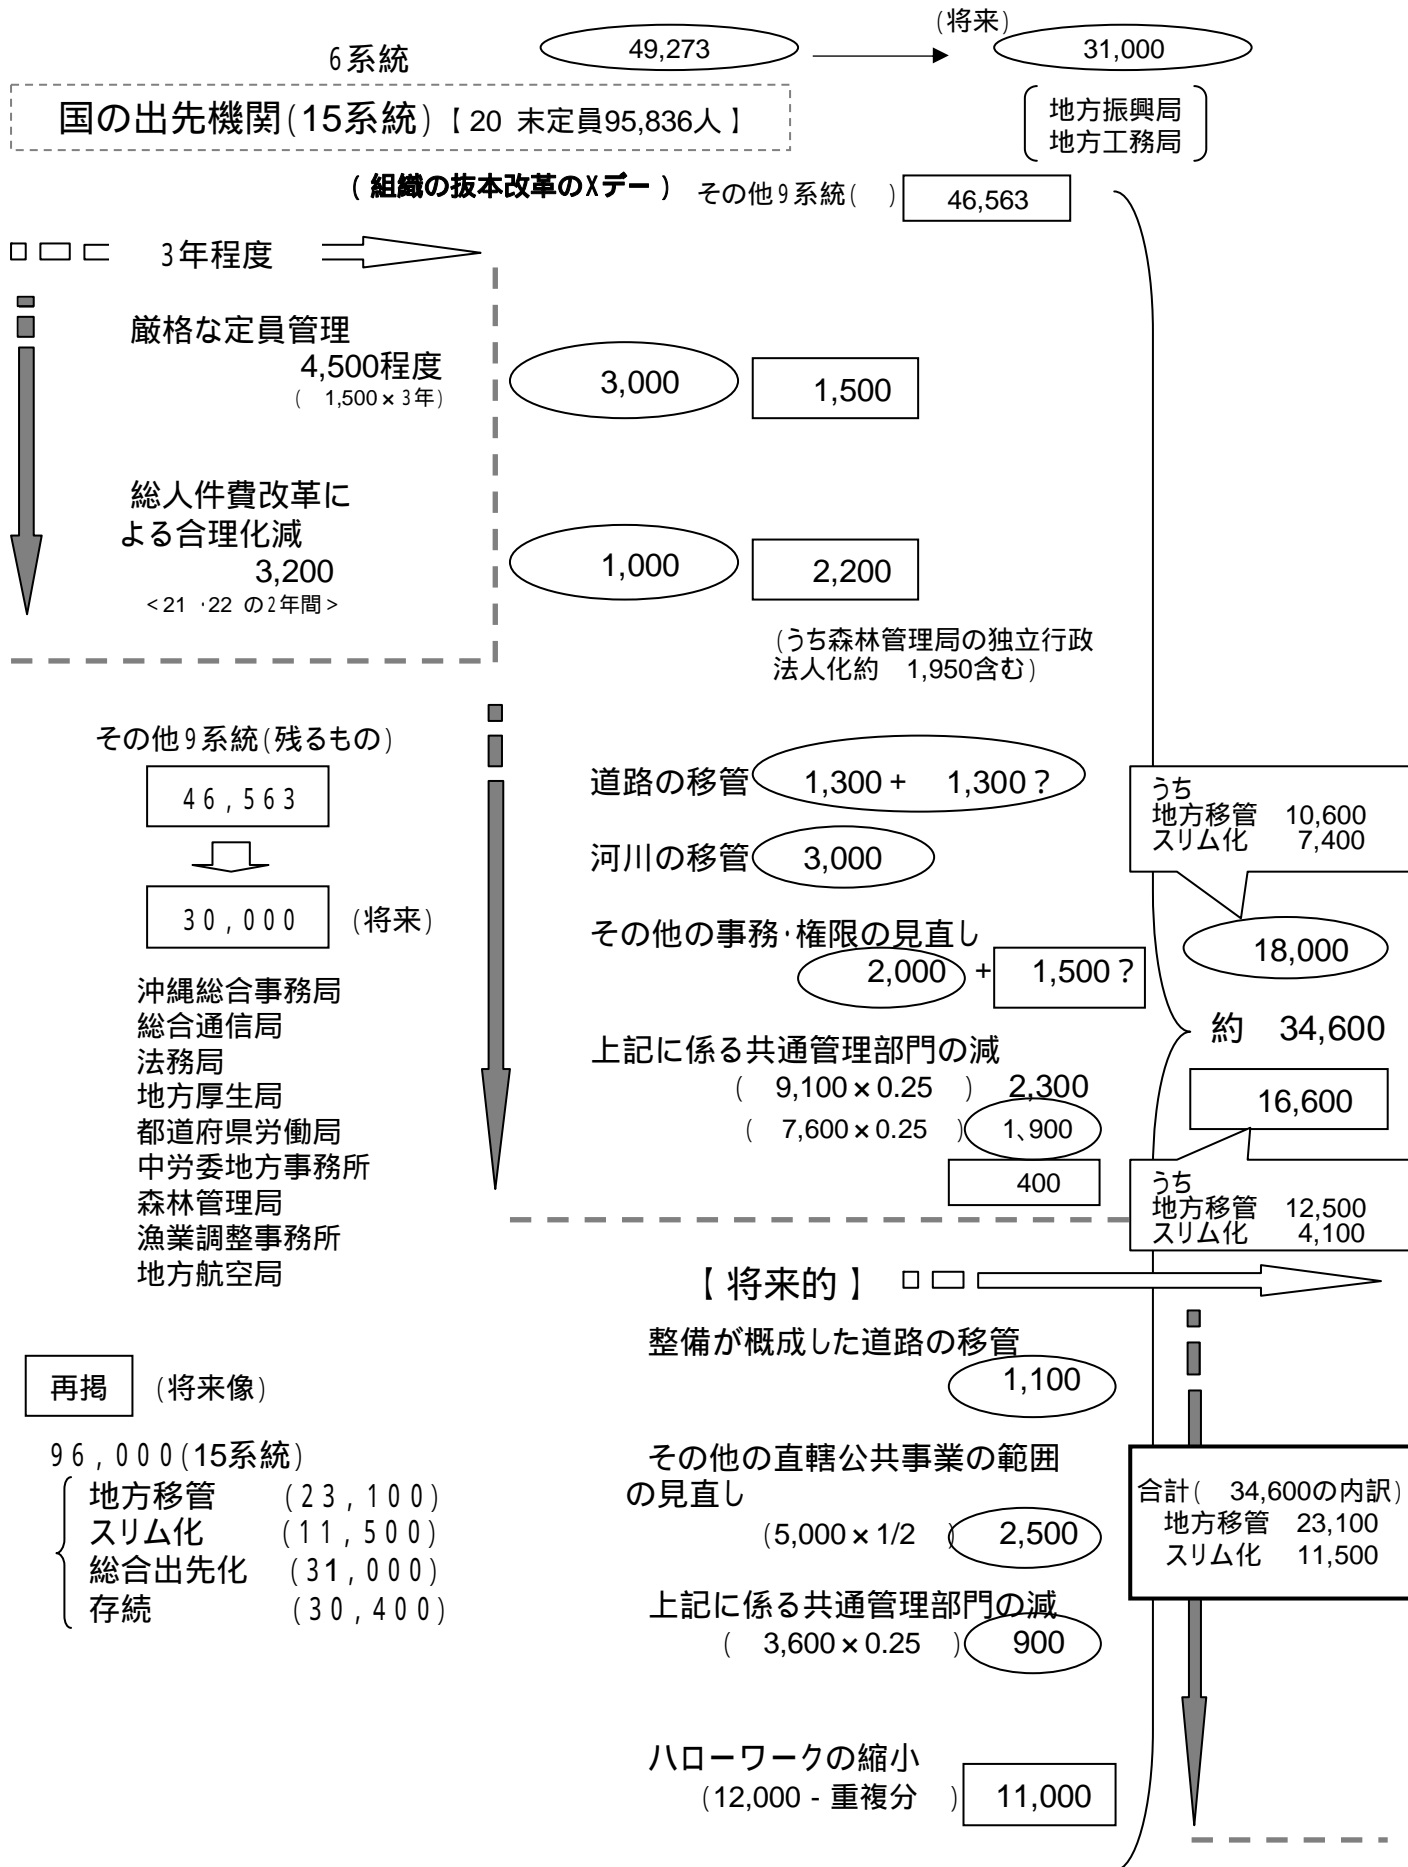 (将来)
6系統 49,273 31,000
国の出先機関(15系統)【20 末定員95,836人】
地方振興局
地方工務局
(組織の抜本改革のXデー) その他9系統( ) 46,563
3年程度
厳格な定員管理
4,500程度 3,000 1,500
( 1,500×3年)
総人件費改革に
よる合理化減
3,200 1,000 2,200
<21 ・22 の2年間>
(うち森林管理局の独立行政
法人化約 1,950含む)
その他9系統(残るもの)
46,563
30,000 (将来)
沖縄総合事務局
総合通信局
法務局
地方厚生局
都道府県労働局
中労委地方事務所
森林管理局
漁業調整事務所
地方航空局
道路の移管 1,300+ 1,300?
河川の移管 3,000
その他の事務・権限の見直し
2,000 + 1,500?
上記に係る共通管理部門の減
( 9,100×0.25 ) 2,300
( 7,600×0.25 ) 1、900
400
うち
地方移管 10,600
スリム化 7,400
18,000
約 34,600
16,600
うち
地方移管 12,500
スリム化 4,100
【将来的】
整備が概成した道路の移管
1,100
その他の直轄公共事業の範囲
の見直し
(5,000×1/2 ) 2,500
上記に係る共通管理部門の減
( 3,600×0.25 ) 900
ハローワークの縮小
(12,000 - 重複分 ) 11,000
合計( 34,600の内訳)
地方移管 23,100
スリム化 11,500
再掲 (将来像)
96,000(15系統)
地方移管 (23,100)
スリム化 (11,500)
総合出先化 (31,000)
存続 (30,400)